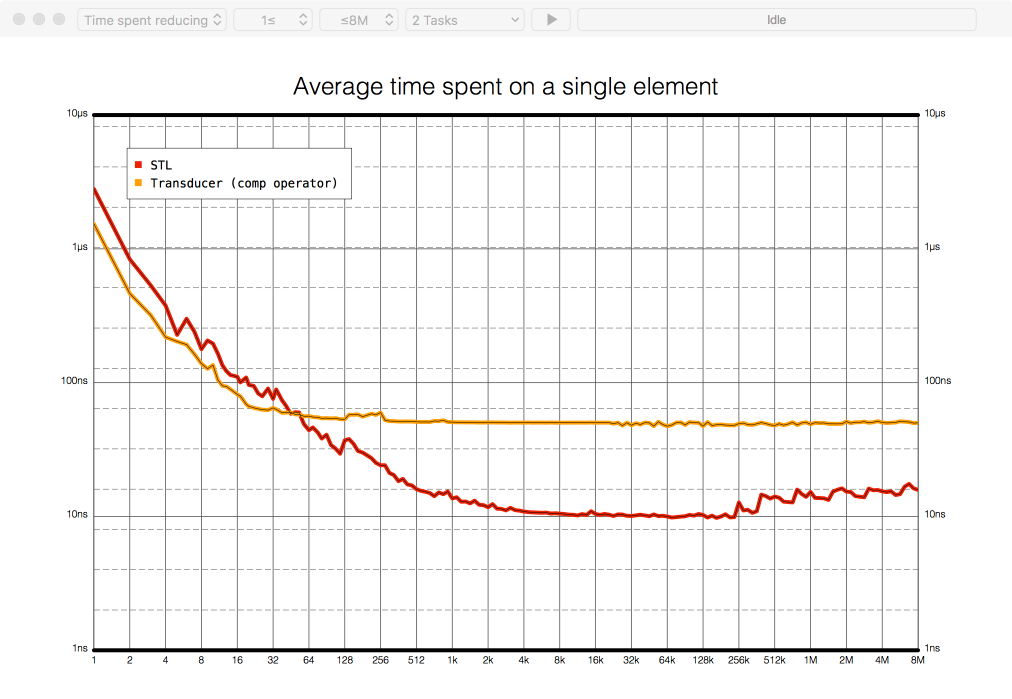 Time spent reducing 1≤ ≤8M 2 Tasks Idle
Average time spent on a single element
10µs 10µs
STL
Transducer (comp operator)
1µs 1µs
100ns 100ns
10ns 10ns
1ns 1ns
1 2 4 8 16 32 64 128 256 512 1k 2k 4k 8k 16k 32k 64k 128k 256k 512k 1M 2M 4M 8M